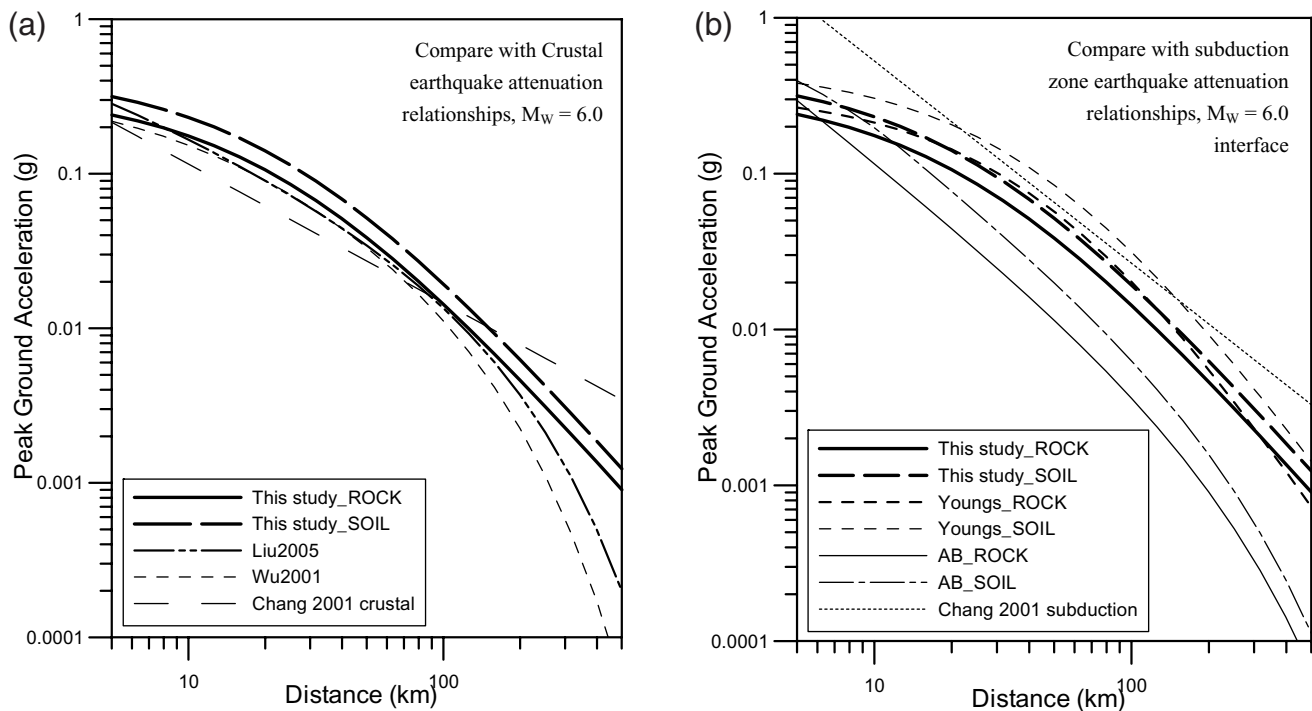 (a)
Compare with Crustal
earthquake attenuation
relationships, M_W = 6.0
Peak Ground Acceleration (g)
1
0.1
0.01
0.001
0.0001
This study_ROCK
This study_SOIL
Liu2005
Wu2001
Chang 2001 crustal
10
100
Distance (km)
(b)
Compare with subduction
zone earthquake attenuation
relationships, M_W = 6.0
interface
Peak Ground Acceleration (g)
1
0.1
0.01
0.001
0.0001
This study_ROCK
This study_SOIL
Youngs_ROCK
Youngs_SOIL
AB_ROCK
AB_SOIL
Chang 2001 subduction
10
100
Distance (km)